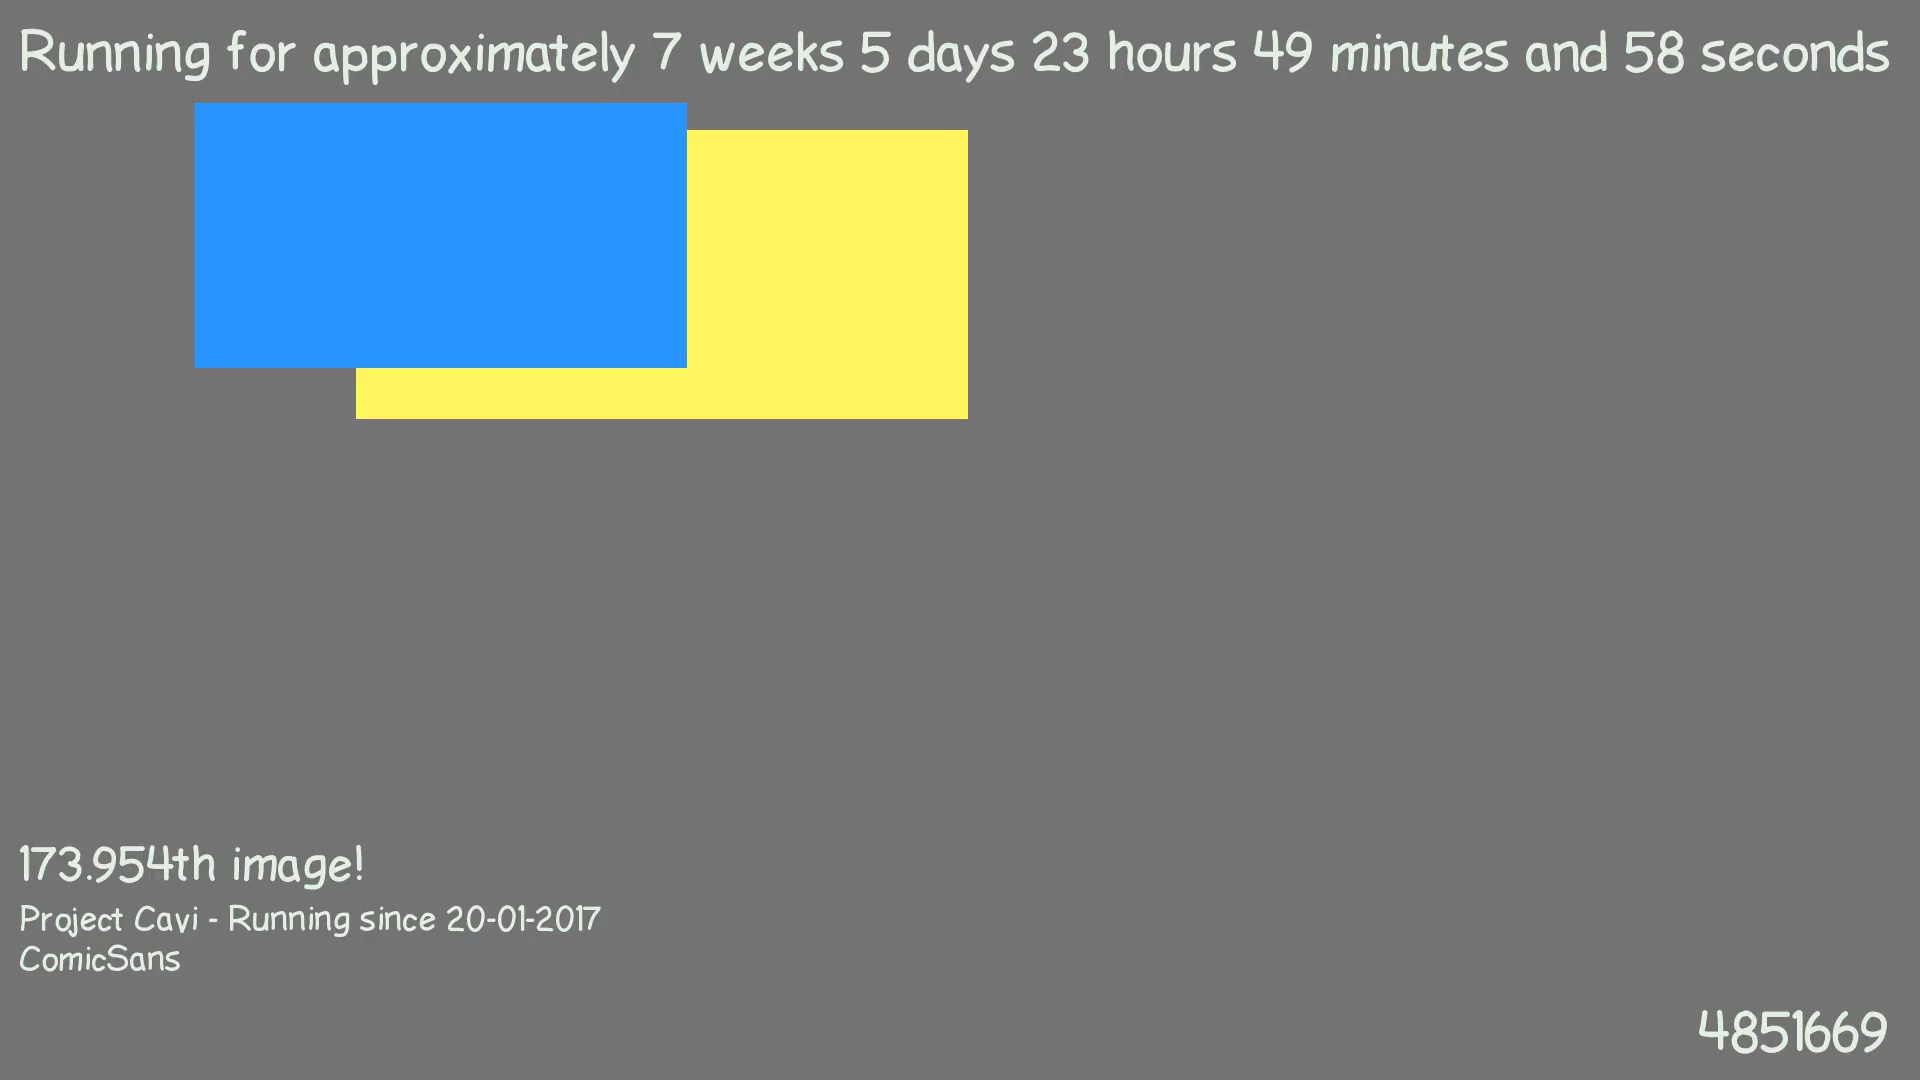 Running for approximately 7 weeks 5 days 23 hours 49 minutes and 58 seconds
173.954th image!
Project Cavi - Running since 20-01-2017
ComicSans
4851669